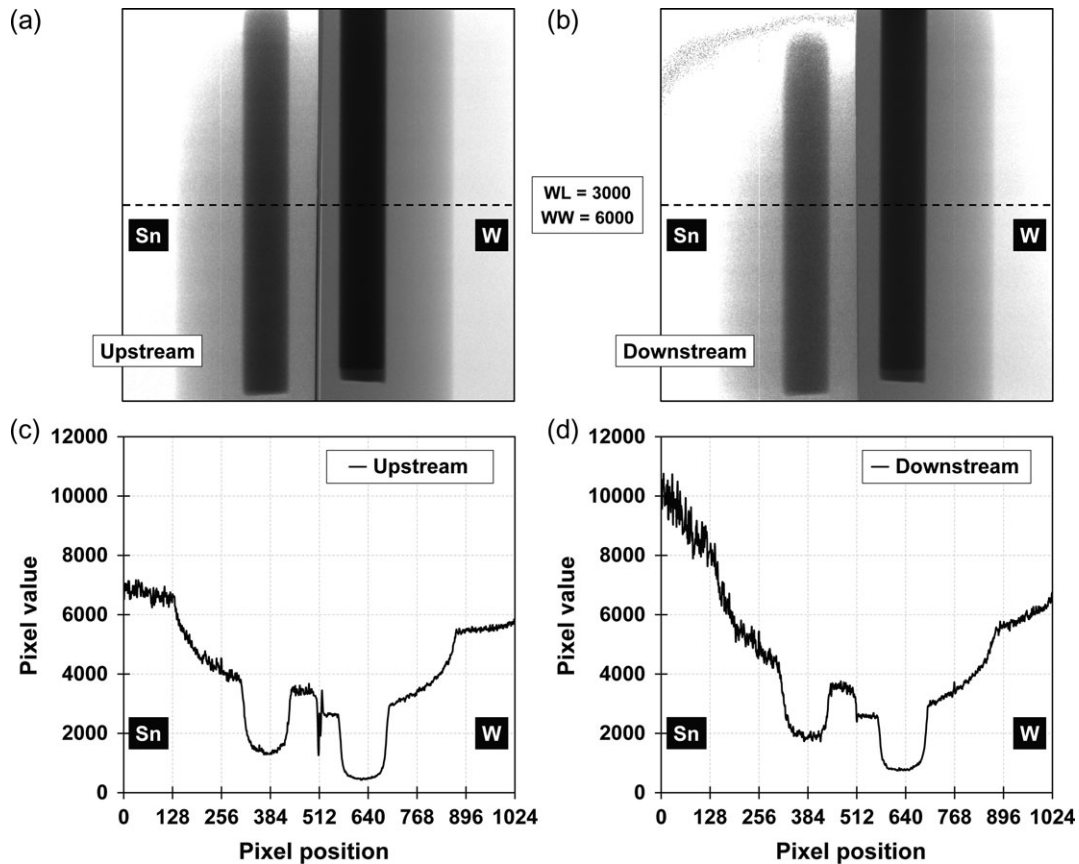 (a)
(b)
WL = 3000
WW = 6000
Sn
W
Sn
W
Upstream
Downstream
(c)
(d)
12000
10000
8000
6000
4000
2000
0
Pixel value
Upstream
Sn
W
0 128 256 384 512 640 768 896 1024
Pixel position
12000
10000
8000
6000
4000
2000
0
Pixel value
Downstream
Sn
W
0 128 256 384 512 640 768 896 1024
Pixel position